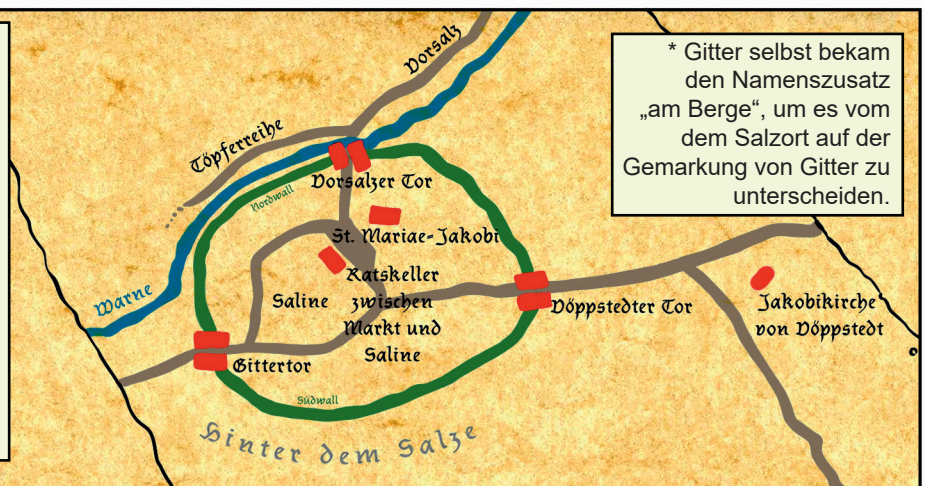 * Gitter selbst bekam
den Namenszusatz
„am Berge“, um es vom
dem Salzort auf der
Gemarkung von Gitter zu
unterscheiden.
Vorsalz
Töpferreihe
Vorsalzer Tor
Nordwall
St. Mariae-Jakobi
Ratskeller
zwischen
Markt und
Saline
Saline
Warne
Vöppstedter Tor
Jakobikirche
von Vöppstedt
Gittertor
Südwall
Hinter dem Salze